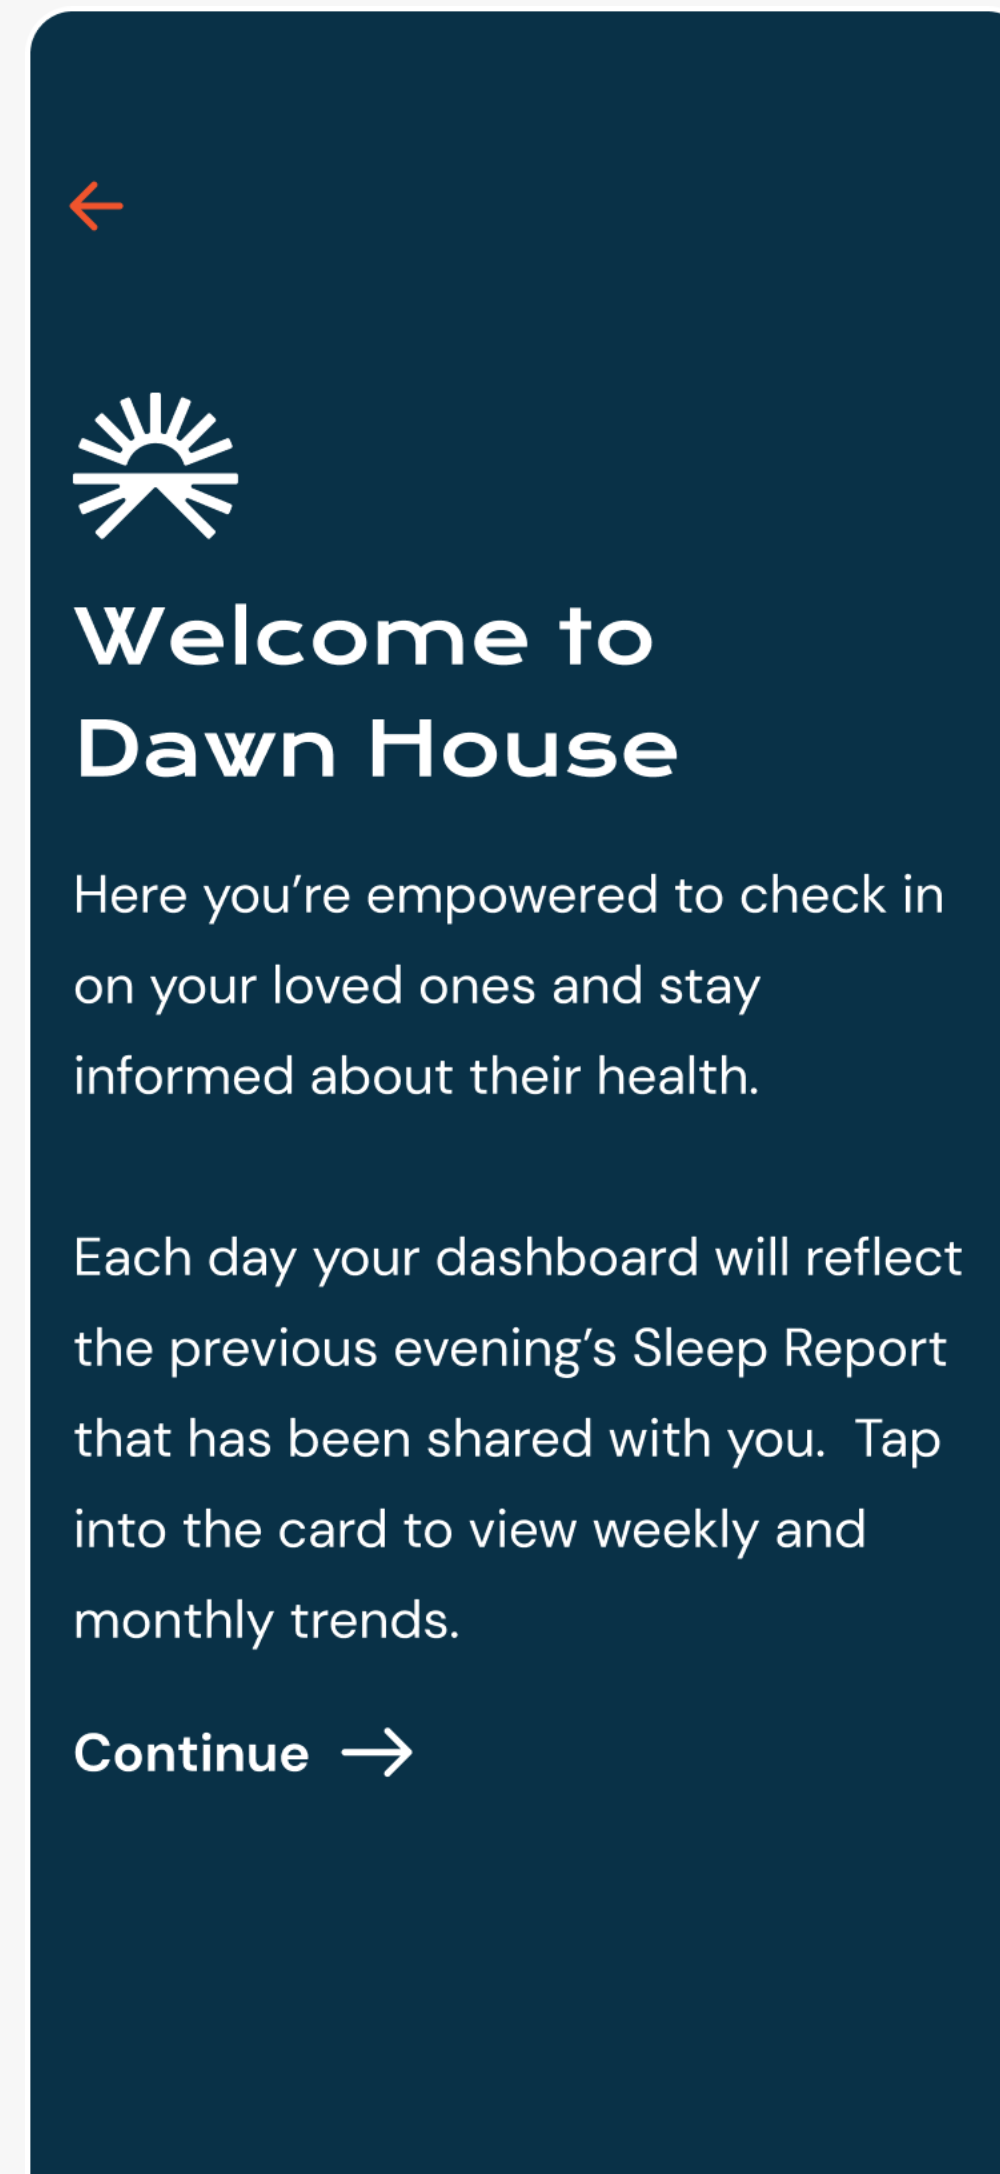 Welcome to
Dawn House
Here you’re empowered to check in
on your loved ones and stay
informed about their health.
Each day your dashboard will reflect
the previous evening’s Sleep Report
that has been shared with you.  Tap
into the card to view weekly and
monthly trends.
Continue